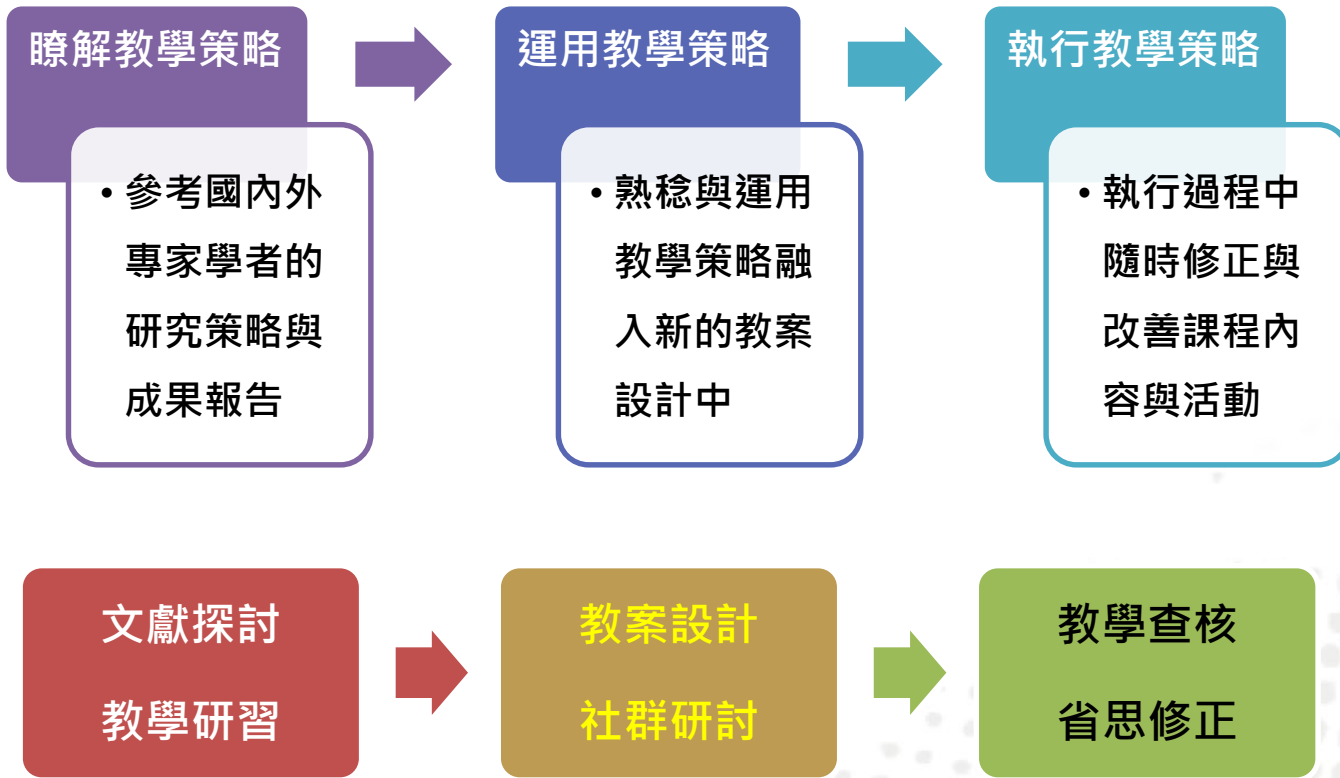 瞭解教學策略
• 參考國內外
專家學者的
研究策略與
成果報告
運用教學策略
• 熟稔與運用
教學策略融
入新的教案
設計中
執行教學策略
• 執行過程中
隨時修正與
改善課程內
容與活動
文獻探討
教學研習
教案設計
社群研討
教學查核
省思修正